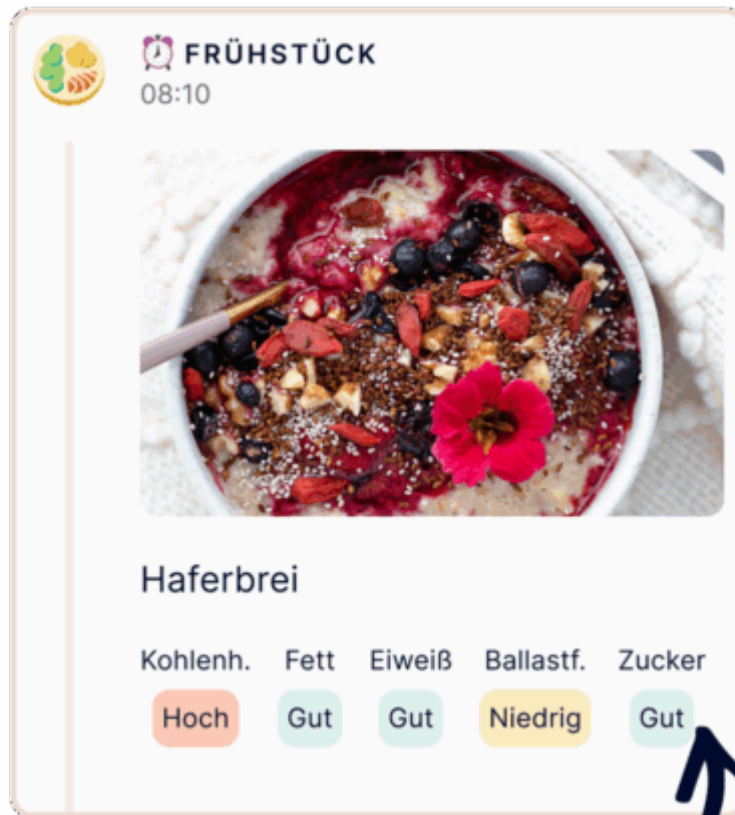 FRÜHSTÜCK
08:10
Haferbrei
Kohlenh. Fett Eiweiß Ballastf. Zucker
Hoch Gut Gut Niedrig Gut